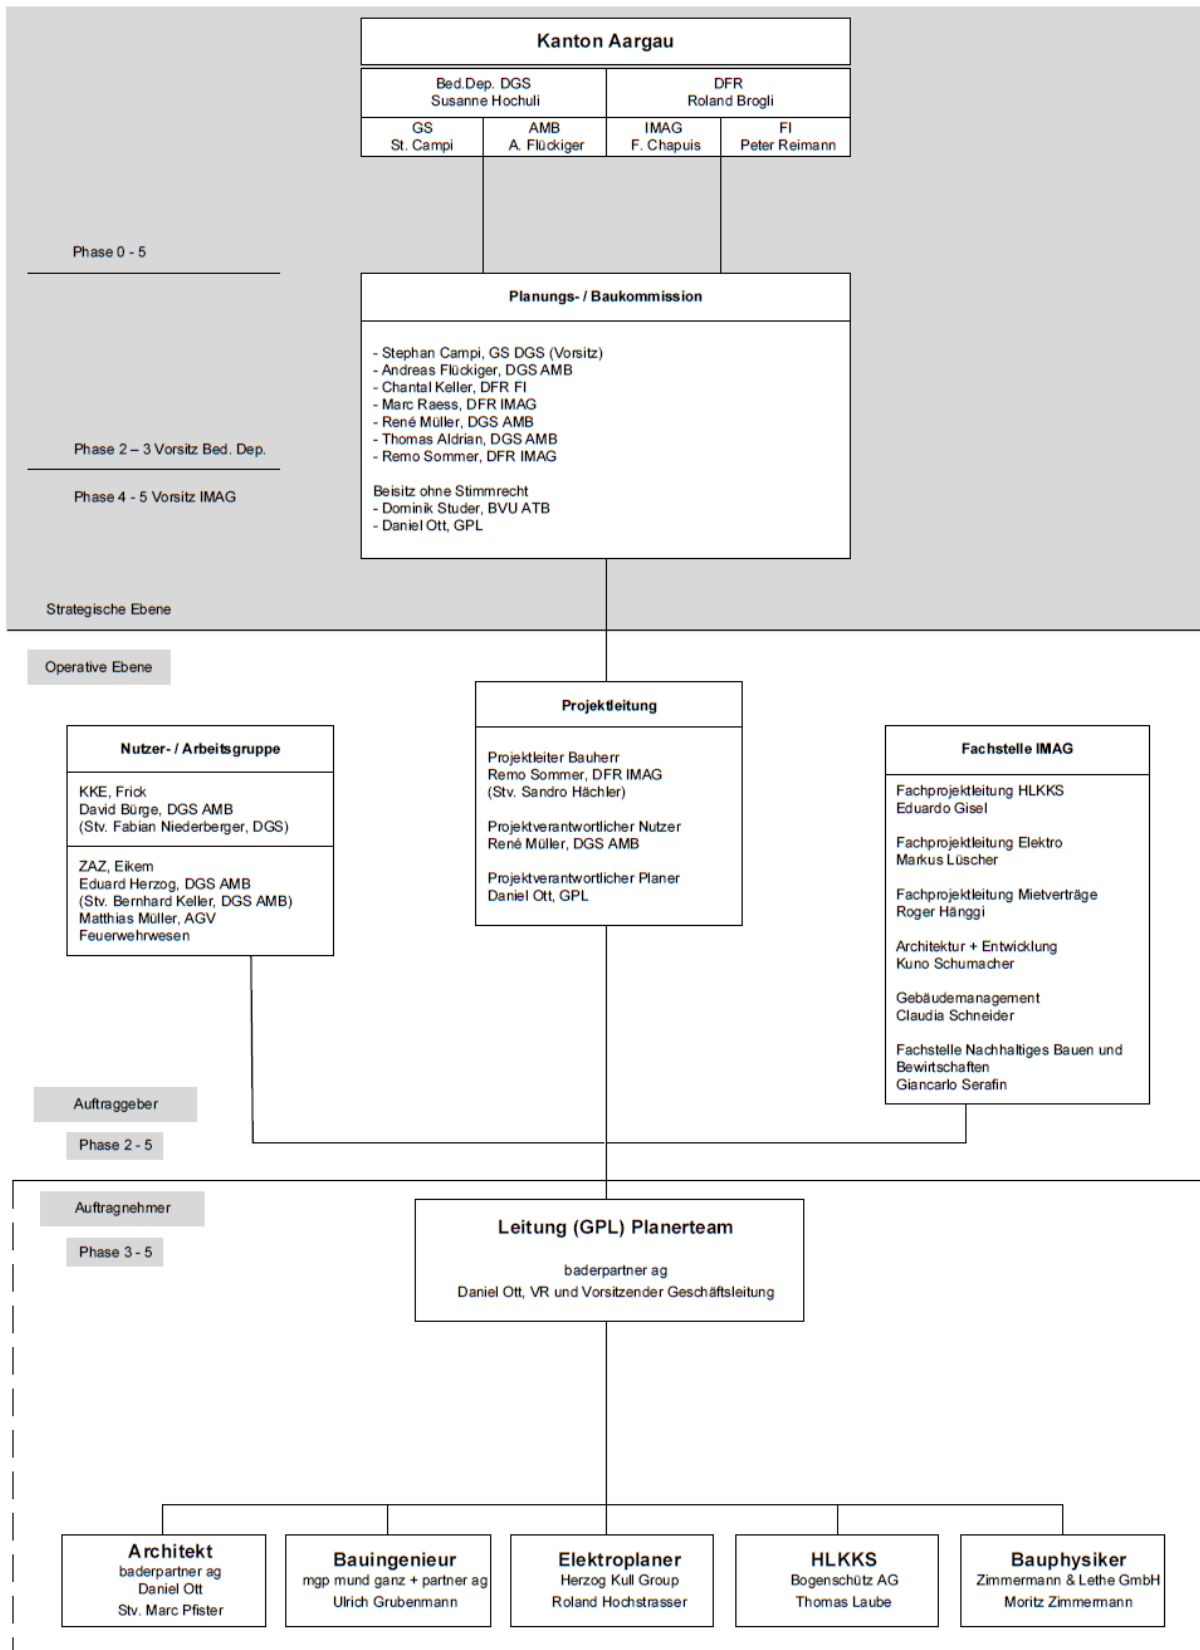 Kanton Aargau
Bed.Dep. DGS
Susanne Hochuli
DFR
Roland Brogli
GS
St. Campi
AMB
A. Flückiger
IMAG
F. Chapuis
FI
Peter Reimann
Phase 0 - 5
Planungs- / Baukommission
- Stephan Campi, GS DGS (Vorsitz)
- Andreas Flückiger, DGS AMB
- Chantal Keller, DFR FI
- Marc Raess, DFR IMAG
- René Müller, DGS AMB
- Thomas Aldrian, DGS AMB
- Remo Sommer, DFR IMAG
Beisitz ohne Stimmrecht
- Dominik Studer, BVU ATB
- Daniel Ott, GPL
Phase 2 – 3 Vorsitz Bed. Dep.
Phase 4 - 5 Vorsitz IMAG
Strategische Ebene
Operative Ebene
Nutzer- / Arbeitsgruppe
KKE, Frick
David Bürge, DGS AMB
(Stv. Fabian Niederberger, DGS)
ZAZ, Eikem
Eduard Herzog, DGS AMB
(Stv. Bernhard Keller, DGS AMB)
Matthias Müller, AGV
Feuerwehrwesen
Projektleitung
Projektleiter Bauherr
Remo Sommer, DFR IMAG
(Stv. Sandro Hächler)
Projektverantwortlicher Nutzer
René Müller, DGS AMB
Projektverantwortlicher Planer
Daniel Ott, GPL
Fachstelle IMAG
Fachprojektleitung HLKKS
Eduardo Gisel
Fachprojektleitung Elektro
Markus Lüscher
Fachprojektleitung Mietverträge
Roger Hänggi
Architektur + Entwicklung
Kuno Schumacher
Gebäudemanagement
Claudia Schneider
Fachstelle Nachhaltiges Bauen und
Bewirtschaften
Giancarlo Serafin
Auftraggeber
Phase 2 - 5
Auftragnehmer
Phase 3 - 5
Leitung (GPL) Planerteam
baderpartner ag
Daniel Ott, VR und Vorsitzender Geschäftsleitung
Architekt
baderpartner ag
Daniel Ott
Stv. Marc Pfister
Bauingenieur
mgp mund ganz + partner ag
Ulrich Grubenmann
Elektroplaner
Herzog Kull Group
Roland Hochstrasser
HLKKS
Bogenschütz AG
Thomas Laube
Bauphysiker
Zimmermann & Lethe GmbH
Moritz Zimmermann